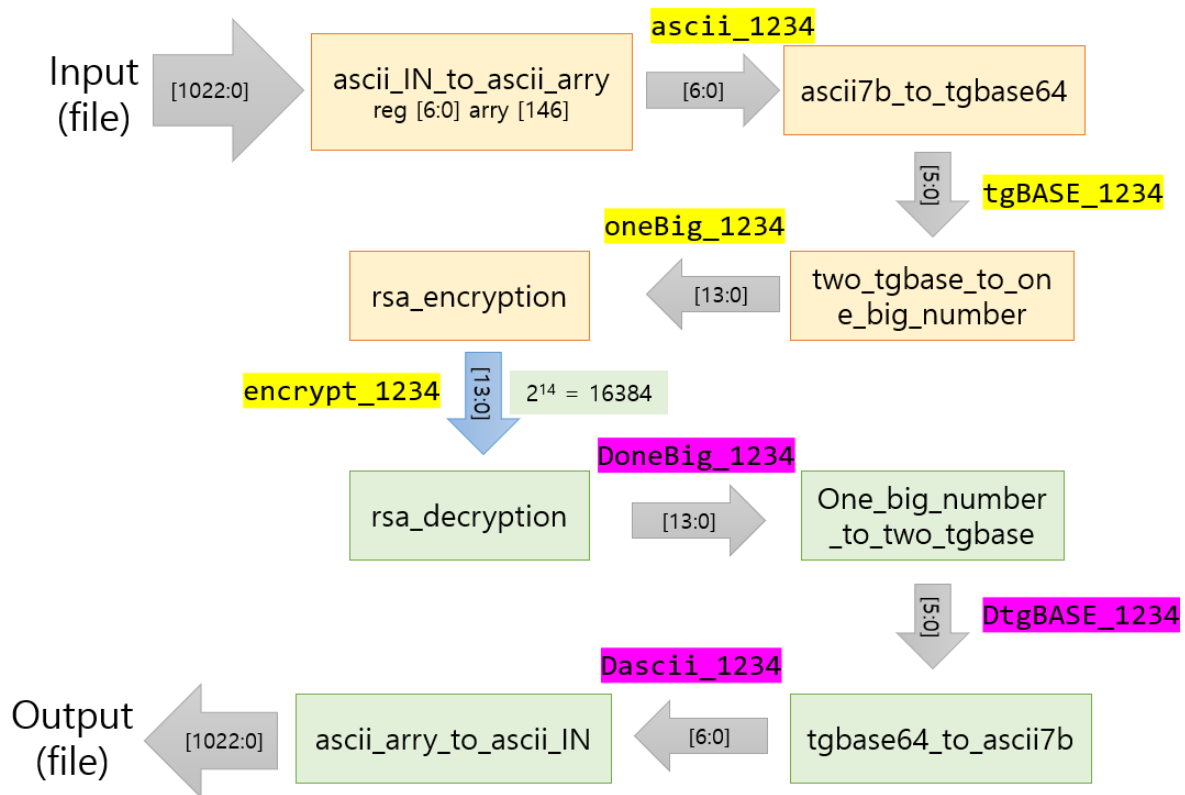 Input
(file)
[1022:0]
ascii_IN_to_ascii_arry
reg [6:0] arry [146]
ascii_1234
[6:0]
ascii7b_to_tgbase64
[5:0]
tgBASE_1234
two_tgbase_to_on
e_big_number
oneBig_1234
[13:0]
rsa_encryption
encrypt_1234
[13:0]
2¹⁴ = 16384
rsa_decryption
DoneBig_1234
[13:0]
One_big_number
_to_two_tgbase
[5:0]
DtgBASE_1234
tgbase64_to_ascii7b
Dascii_1234
[6:0]
ascii_arry_to_ascii_IN
[1022:0]
Output
(file)